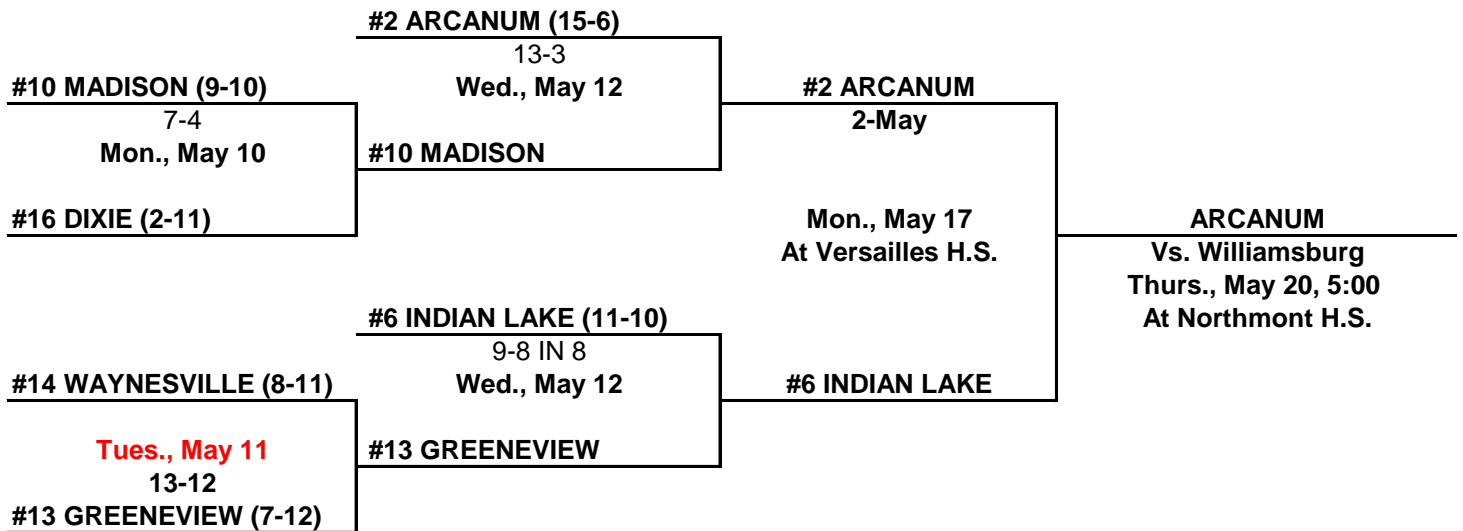 #2 ARCANUM (15-6)
13-3
#10 MADISON (9-10)
Wed., May 12
#2 ARCANUM
7-4
2-May
Mon., May 10
#10 MADISON
#16 DIXIE (2-11)
Mon., May 17
ARCANUM
At Versailles H.S.
Vs. Williamsburg
Thurs., May 20, 5:00
#6 INDIAN LAKE (11-10)
At Northmont H.S.
9-8 IN 8
#14 WAYNESVILLE (8-11)
Wed., May 12
#6 INDIAN LAKE
Tues., May 11
#13 GREENEVIEW
13-12
#13 GREENEVIEW (7-12)